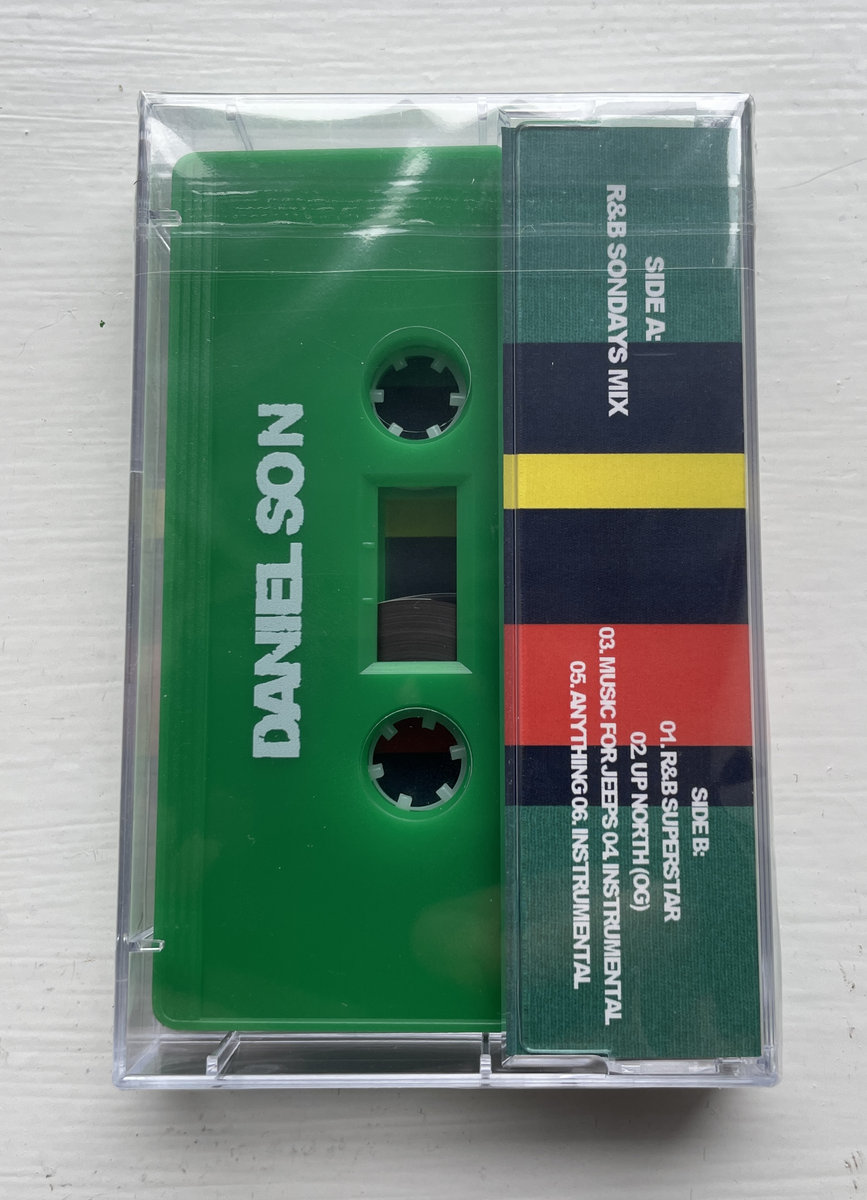 DANIEL SON
SIDE A:
R&B SONDAYS MIX
SIDE B:
01. R&B SUPERSTAR
02. UP NORTH (OG)
03. MUSIC FOR JEEPS 04. INSTRUMENTAL
05. ANYTHING 06. INSTRUMENTAL